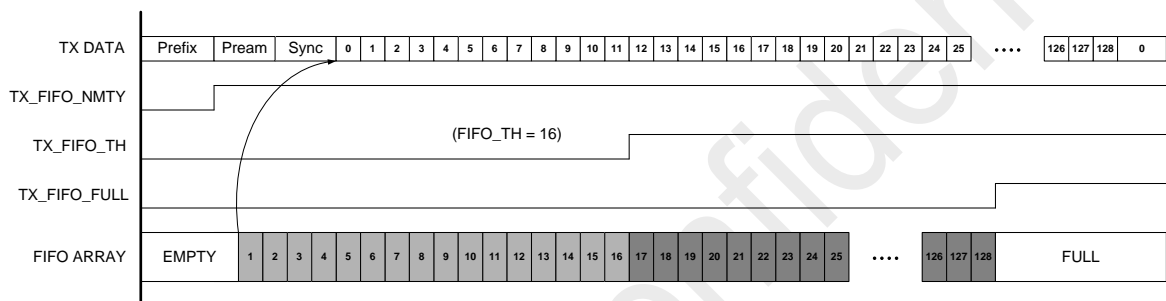 TX DATA Prefix Pream Sync 0 1 2 3 4 5 6 7 8 9 10 11 12 13 14 15 16 17 18 19 20 21 22 23 24 25 .... 126 127 128 0
TX_FIFO_NMTY
TX_FIFO_TH (FIFO_TH = 16)
TX_FIFO_FULL
FIFO ARRAY EMPTY 1 2 3 4 5 6 7 8 9 10 11 12 13 14 15 16 17 18 19 20 21 22 23 24 25 .... 126 127 128 FULL